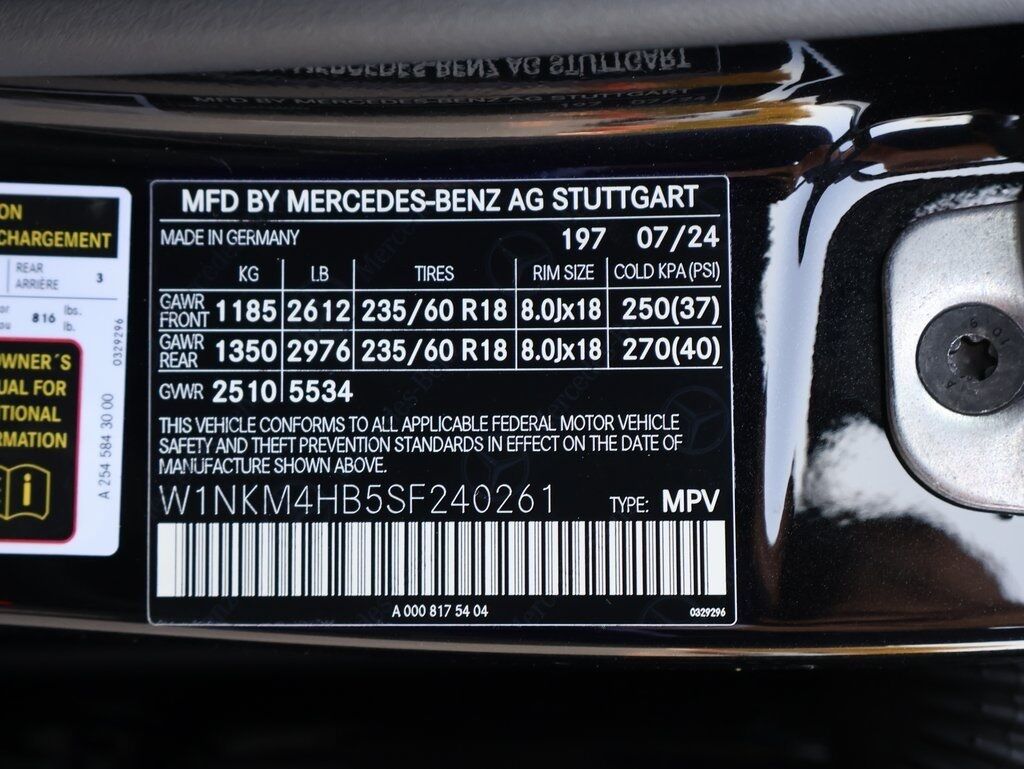 MFD BY MERCEDES-BENZ AG STUTTGART
MADE IN GERMANY 197 07/24
KG LB TIRES RIM SIZE COLD KPA (PSI)
GAWR FRONT 1185 2612 235/60 R18 8.0Jx18 250(37)
GAWR REAR 1350 2976 235/60 R18 8.0Jx18 270(40)
GVWR 2510 5534
THIS VEHICLE CONFORMS TO ALL APPLICABLE FEDERAL MOTOR VEHICLE
SAFETY AND THEFT PREVENTION STANDARDS IN EFFECT ON THE DATE OF
MANUFACTURE SHOWN ABOVE.
W1NKM4HB5SF240261 TYPE: MPV
A 000 817 54 04 0329296
ON
CHARGEMENT
REAR 3
ARRIÈRE
or 816 lbs.
ou lb.
0329296
OWNER´S
UAL FOR
ITIONAL
ORMATION
i
A 254 584 30 00